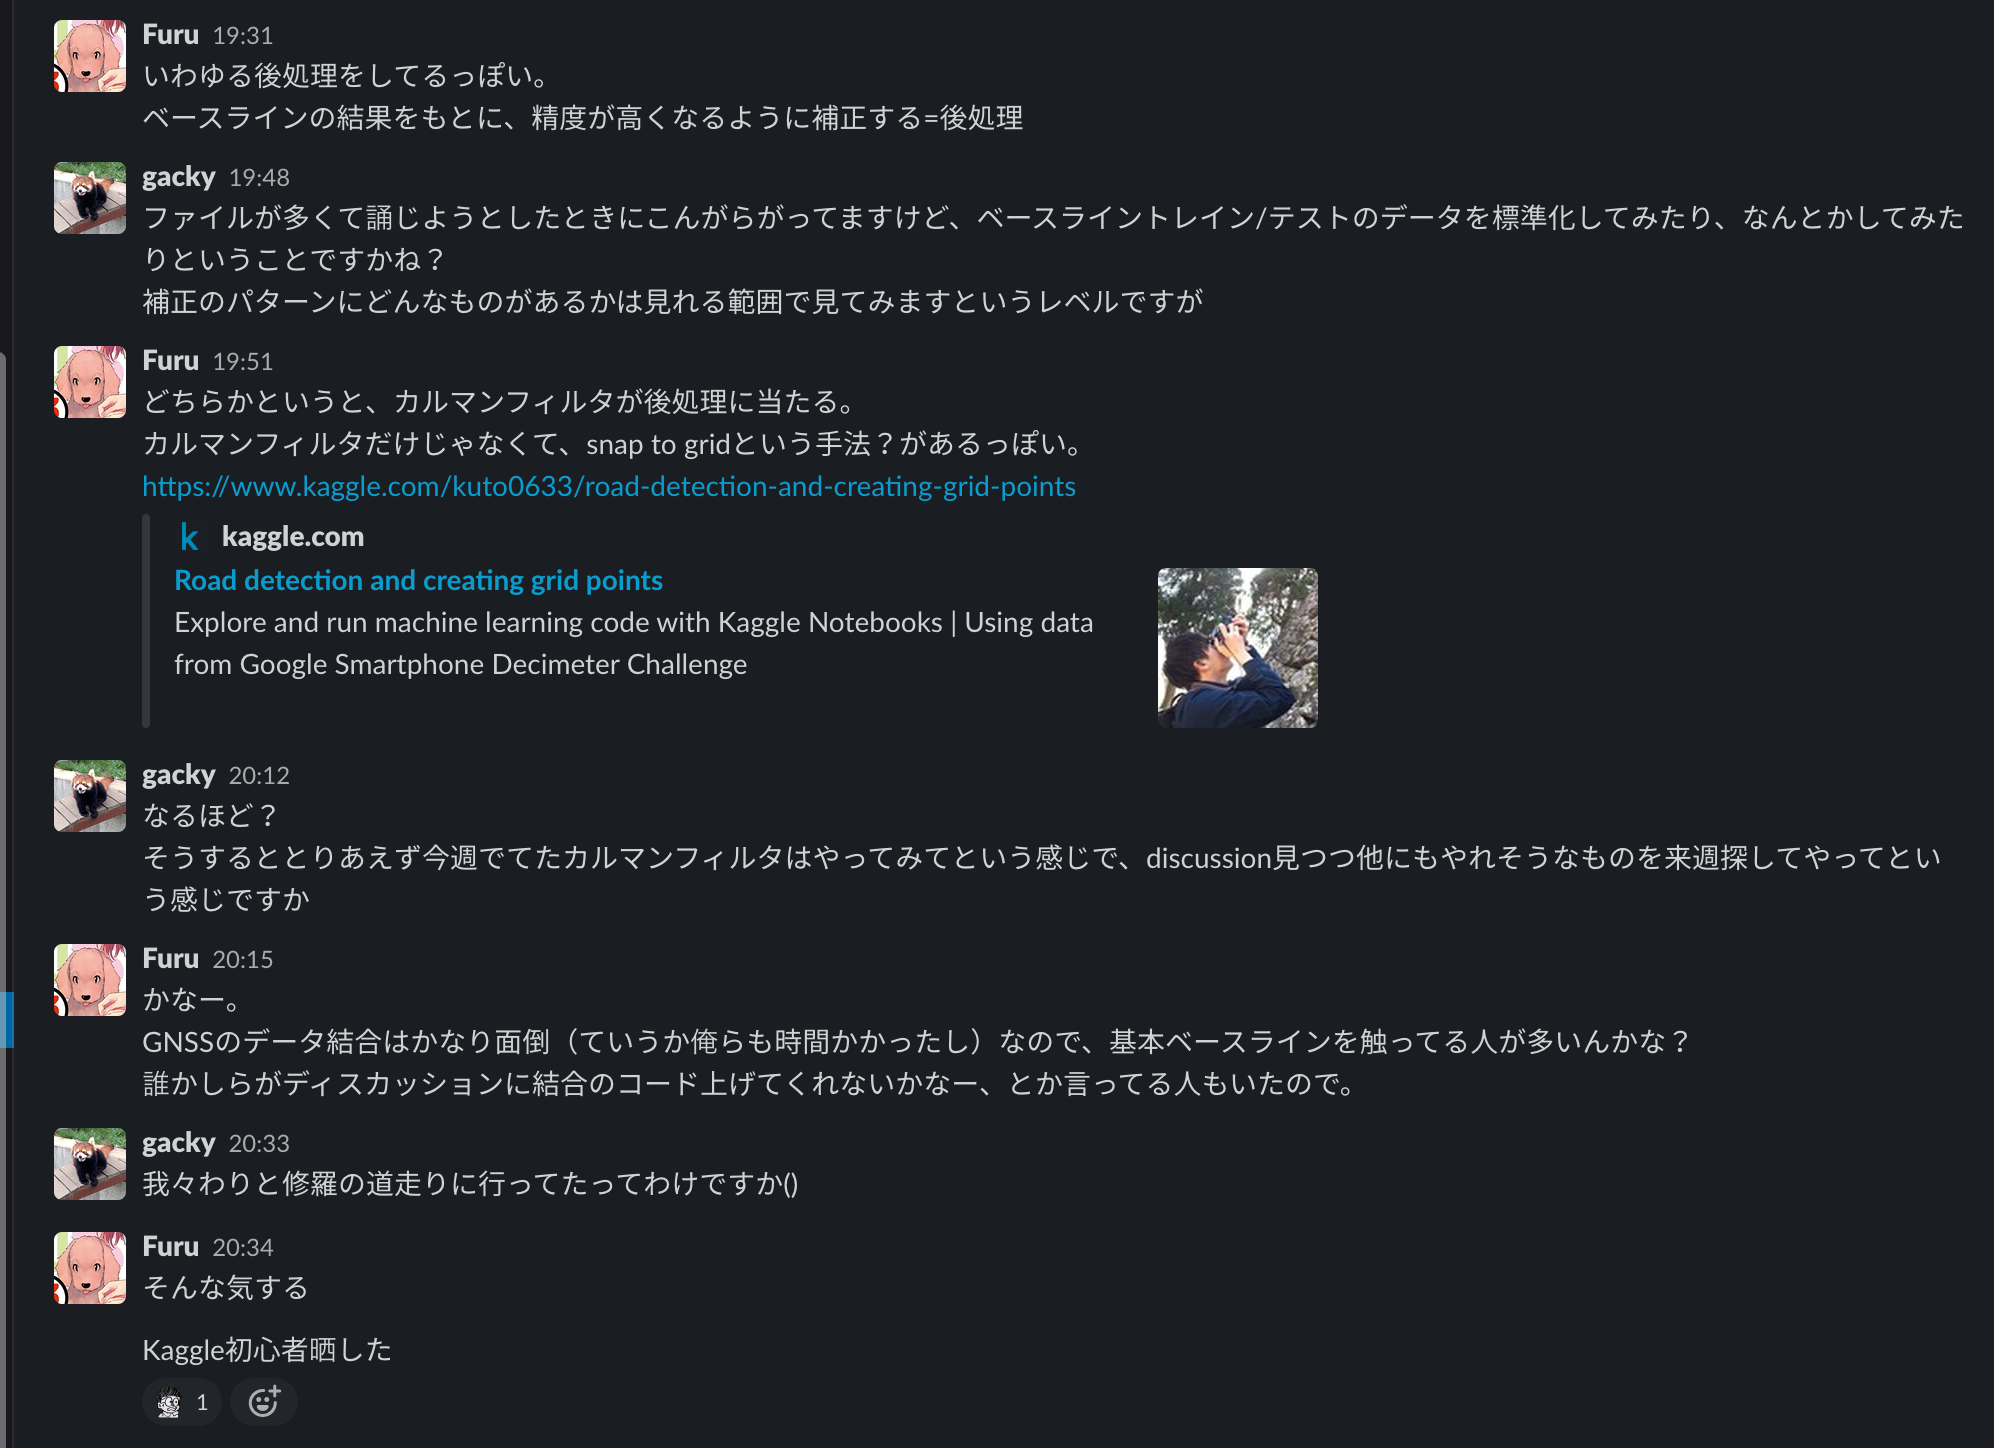 Furu 19:31
いわゆる後処理をしてるっぽい。
ベースラインの結果をもとに、精度が高くなるように補正する=後処理
gacky 19:48
ファイルが多くて誦じようとしたときにこんがらがってますけど、ベースライントレイン/テストのデータを標準化してみたり、なんとかしてみた
りということですかね？
補正のパターンにどんなものがあるかは見れる範囲で見てみますというレベルですが
Furu 19:51
どちらかというと、カルマンフィルタが後処理に当たる。
カルマンフィルタだけじゃなくて、snap to gridという手法？があるっぽい。
https://www.kaggle.com/kuto0633/road-detection-and-creating-grid-points
k kaggle.com
Road detection and creating grid points
Explore and run machine learning code with Kaggle Notebooks | Using data
from Google Smartphone Decimeter Challenge
gacky 20:12
なるほど？
そうするととりあえず今週でてたカルマンフィルタはやってみてという感じで、discussion見つつ他にもやれそうなものを来週探してやってとい
う感じですか
Furu 20:15
かなー。
GNSSのデータ結合はかなり面倒（ていうか俺らも時間かかったし）なので、基本ベースラインを触ってる人が多いんかな？
誰かしらがディスカッションに結合のコード上げてくれないかなー、とか言ってる人もいたので。
gacky 20:33
我々わりと修羅の道走りに行ってたってわけですか()
Furu 20:34
そんな気する
Kaggle初心者晒した
1